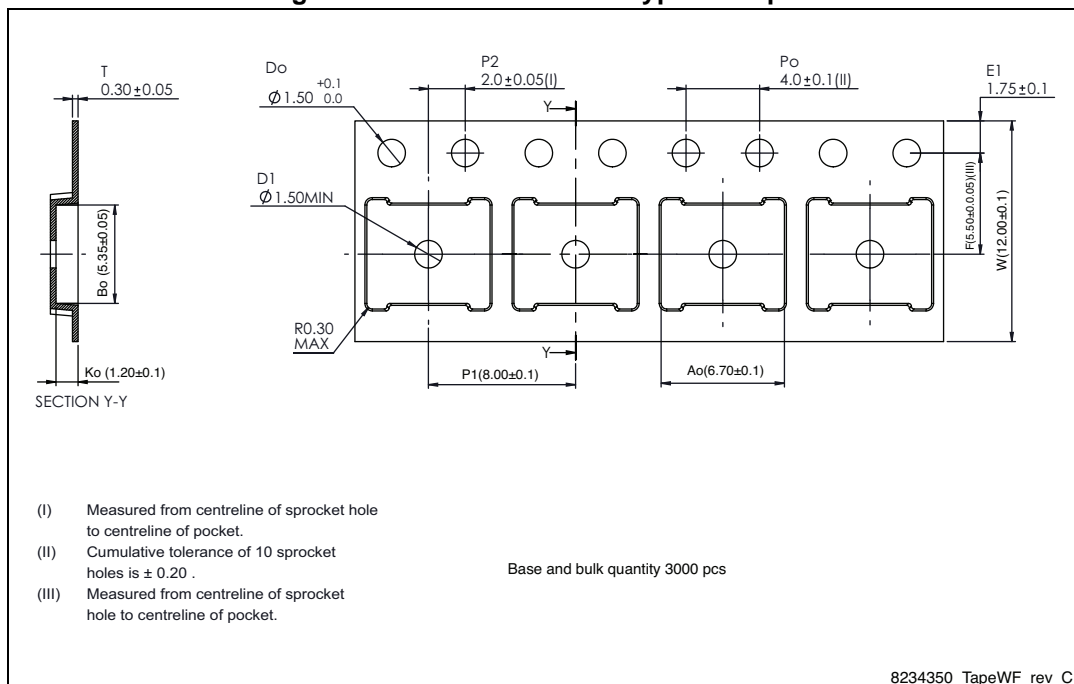 T
0.30±0.05
Do
+0.1
Ø1.50 0.0
P2
2.0±0.05(I)
Po
4.0±0.1(II)
E1
1.75±0.1
Y
D1
Ø1.50MIN
F(5.50±0.0.05)(III)
W(12.00±0.1)
Bo (5.35±0.05)
R0.30
MAX
Y
Ko (1.20±0.1)
P1(8.00±0.1)
Ao(6.70±0.1)
SECTION Y-Y
(I) Measured from centreline of sprocket hole
to centreline of pocket.
(II) Cumulative tolerance of 10 sprocket
holes is ± 0.20 .
(III) Measured from centreline of sprocket
hole to centreline of pocket.
Base and bulk quantity 3000 pcs
8234350_TapeWF_rev_C